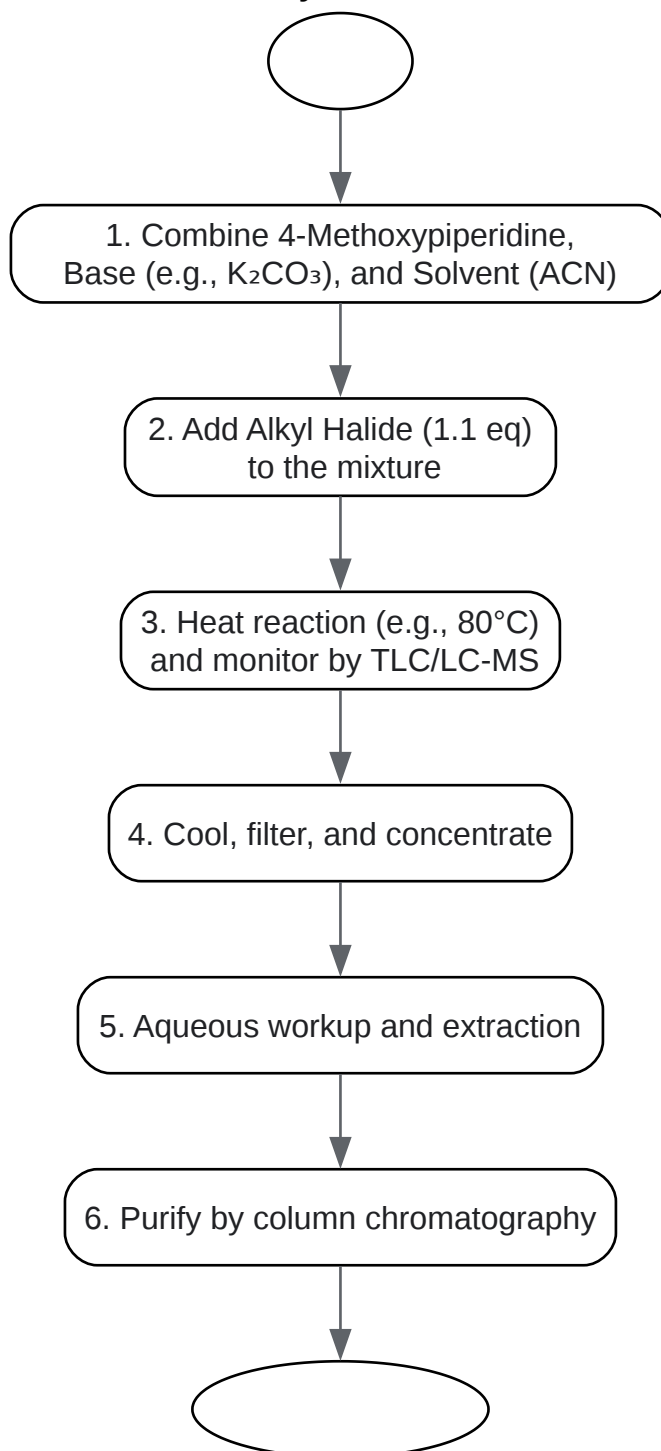 1. Combine 4-Methoxypiperidine,
Base (e.g., K₂CO₃), and Solvent (ACN)
2. Add Alkyl Halide (1.1 eq)
to the mixture
3. Heat reaction (e.g., 80°C)
and monitor by TLC/LC-MS
4. Cool, filter, and concentrate
5. Aqueous workup and extraction
6. Purify by column chromatography